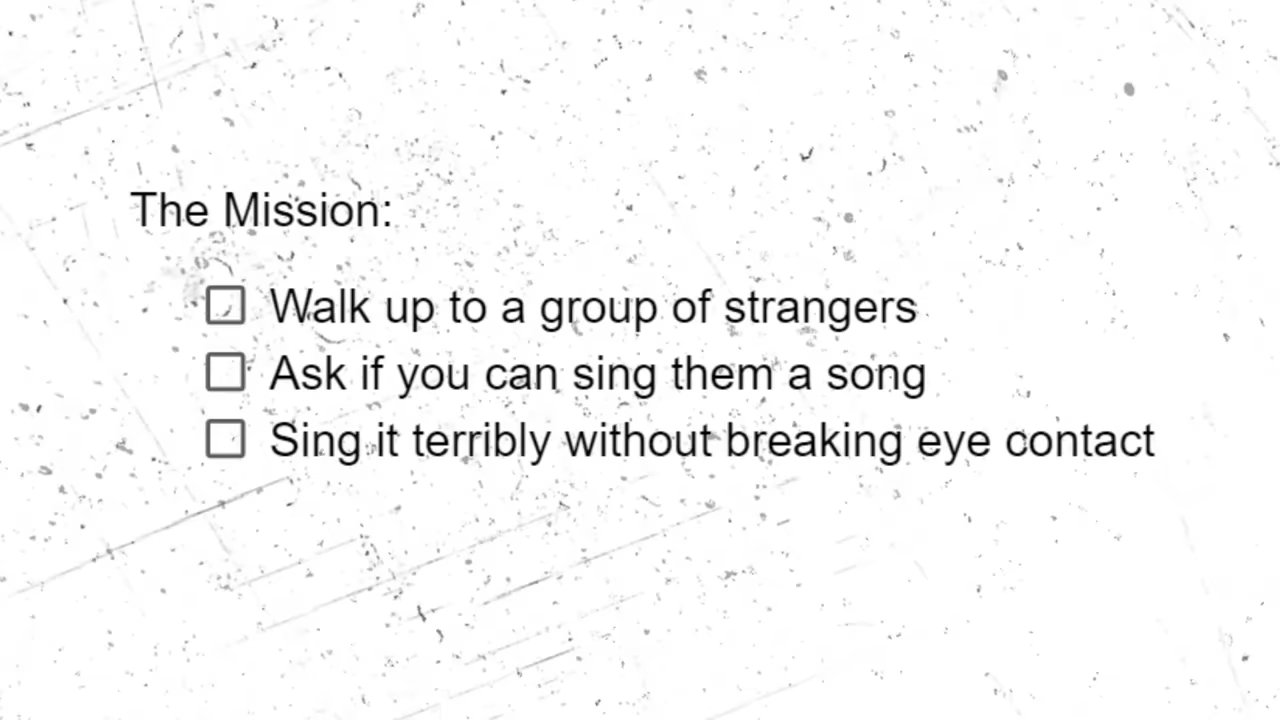 The Mission:
Walk up to a group of strangers
Ask if you can sing them a song
Sing it terribly without breaking eye contact